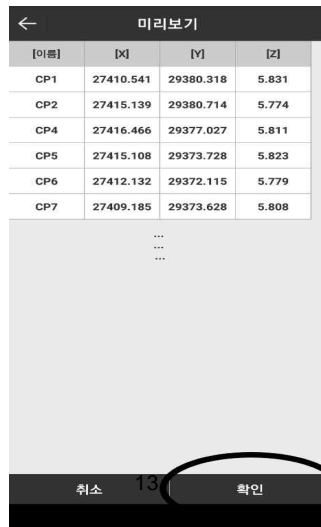 미리보기
[이름] [X] [Y] [Z]
CP1 27410.541 29380.318 5.831
CP2 27415.139 29380.714 5.774
CP4 27416.466 29377.027 5.811
CP5 27415.108 29373.728 5.823
CP6 27412.132 29372.115 5.779
CP7 27409.185 29373.628 5.808
...
...
...
취소 13 확인